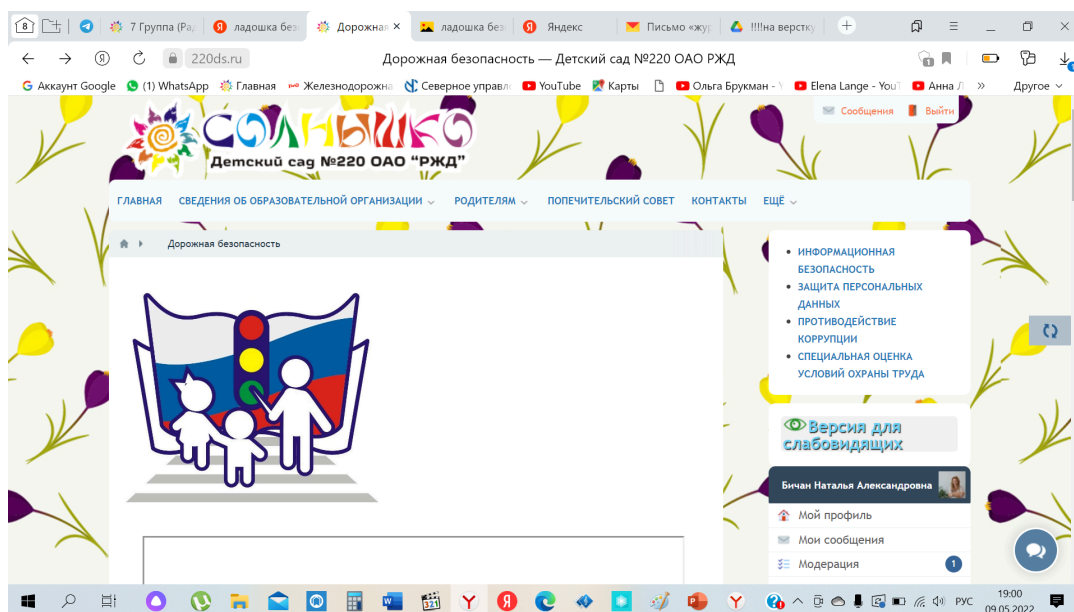 8
7 Группа (Ра
ладошка без
Дорожная
ладошка без
Яндекс
Письмо «жур
!!!!на верстку
220ds.ru
Дорожная безопасность — Детский сад №220 ОАО РЖД
Аккаунт Google
(1) WhatsApp
Главная
Железнодорожна
Северное управл
YouTube
Карты
Ольга Брукман - Y
Elena Lange - YouT
Анна Л
»
Другое
СОЛНЫШКО
Детский сад №220 ОАО "РЖД"
Сообщения
Выйти
ГЛАВНАЯ
СВЕДЕНИЯ ОБ ОБРАЗОВАТЕЛЬНОЙ ОРГАНИЗАЦИИ
РОДИТЕЛЯМ
ПОПЕЧИТЕЛЬСКИЙ СОВЕТ
КОНТАКТЫ
ЕЩЁ
Дорожная безопасность
ИНФОРМАЦИОННАЯ
БЕЗОПАСНОСТЬ
ЗАЩИТА ПЕРСОНАЛЬНЫХ
ДАННЫХ
ПРОТИВОДЕЙСТВИЕ
КОРРУПЦИИ
СПЕЦИАЛЬНАЯ ОЦЕНКА
УСЛОВИЙ ОХРАНЫ ТРУДА
Версия для
слабовидящих
Бичан Наталья Александровна
Мой профиль
Мои сообщения
Модерация
1
321
РУС
19:00
09.05.2022